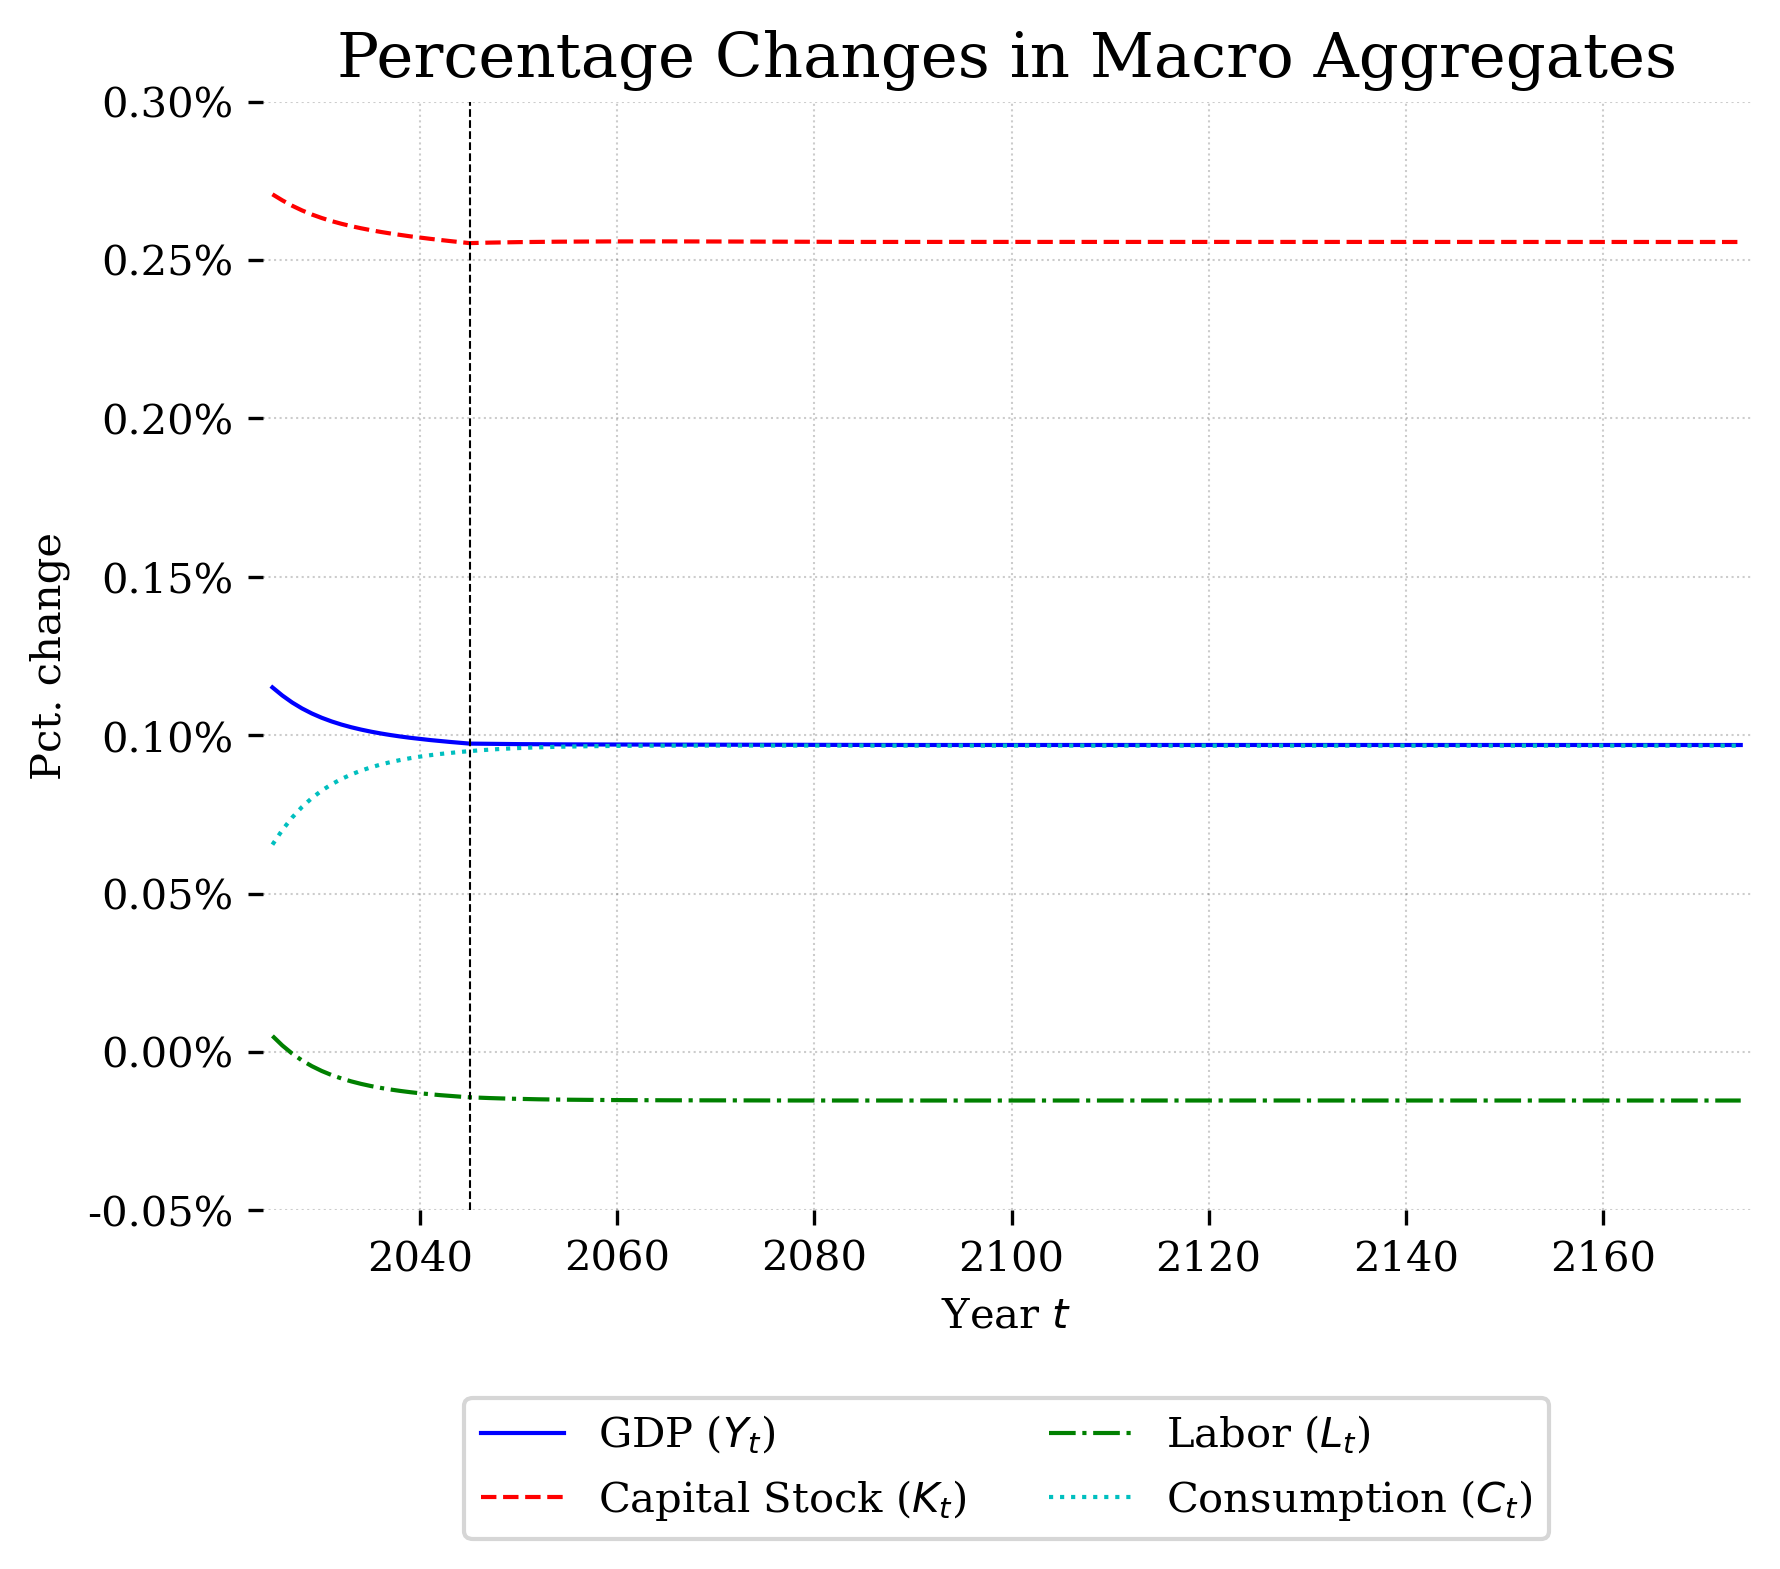 Percentage Changes in Macro Aggregates
0.30%
0.25%
0.20%
0.15%
0.10%
0.05%
0.00%
-0.05%
Pct. change
2040 2060 2080 2100 2120 2140 2160
Year t
GDP (Yt) Labor (Lt)
Capital Stock (Kt) Consumption (Ct)